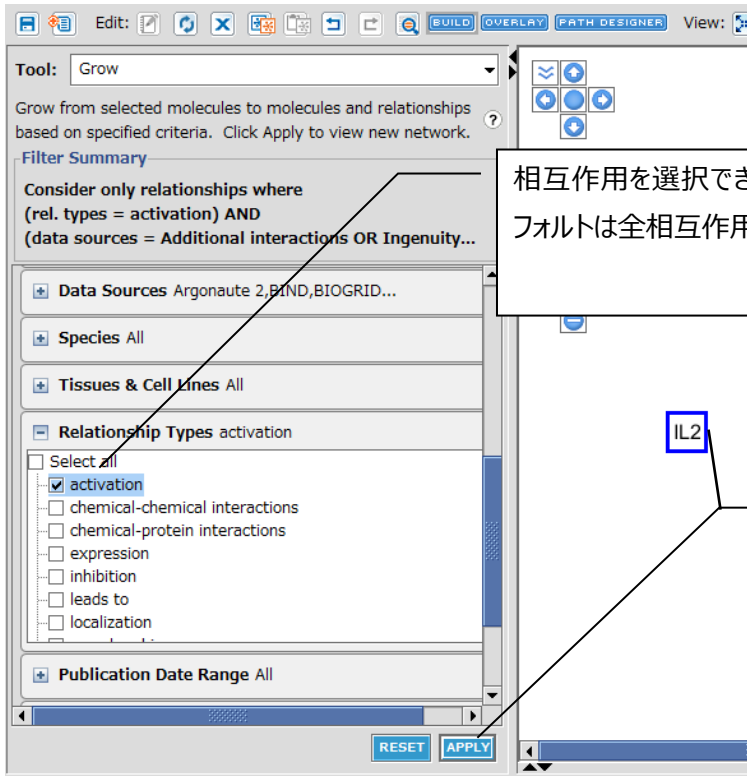 Edit: BUILD OVERLAY PATH DESIGNER View:
Tool: Grow
Grow from selected molecules to molecules and relationships
based on specified criteria. Click Apply to view new network. ?
Filter Summary
Consider only relationships where
(rel. types = activation) AND
(data sources = Additional interactions OR Ingenuity...
Data Sources Argonaute 2,BIND,BIOGRID...
Species All
Tissues & Cell Lines All
Relationship Types activation
Select all
activation
chemical-chemical interactions
chemical-protein interactions
expression
inhibition
leads to
localization
Publication Date Range All
RESET APPLY
相互作用を選択でき
フォルトは全相互作用
IL2